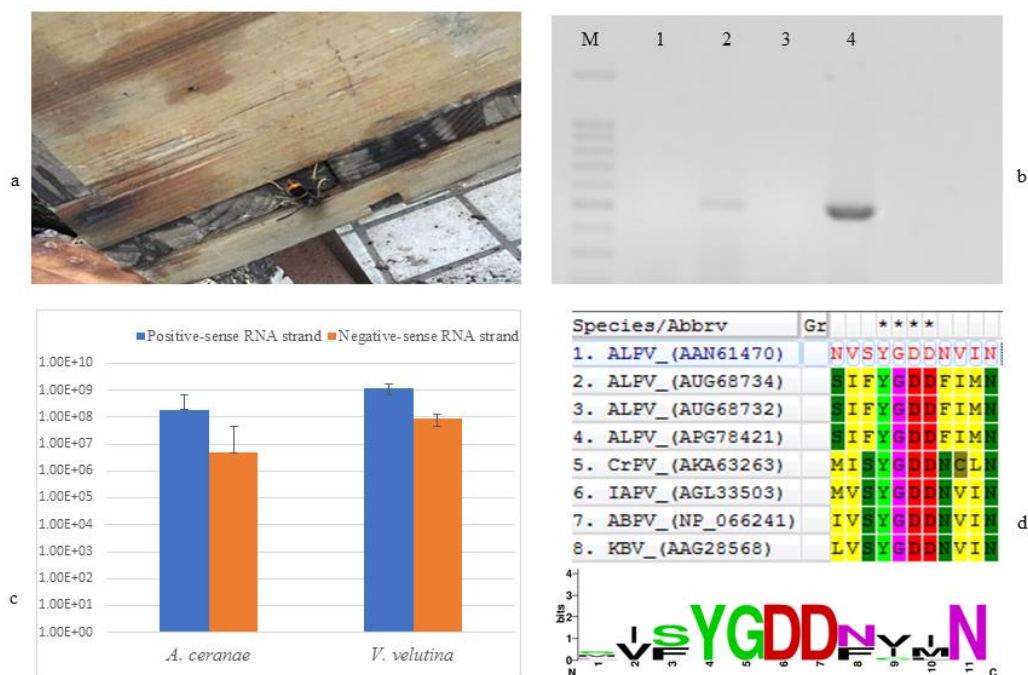 a
M 1 2 3 4
b
c
Positive-sense RNA strand Negative-sense RNA strand
1.00E+10
1.00E+09
1.00E+08
1.00E+07
1.00E+06
1.00E+05
1.00E+04
1.00E+03
1.00E+02
1.00E+01
1.00E+00
A. ceranae V. velutina
d
Species/Abbrv Gr * * * *
1. ALPV_(AAN61470) N V S Y G D D N V I N
2. ALPV_(AUG68734) S I F Y G D D F I M N
3. ALPV_(AUG68732) S I F Y G D D F I M N
4. ALPV_(APG78421) S I F Y G D D F I M N
5. CrPV_(AKA63263) M I S Y G D D N C L N
6. IAPV_(AGL33503) M V S Y G D D N V I N
7. ABPV_(NP_066241) I V S Y G D D N V I N
8. KBV_(AAG28568) L V S Y G D D N V I N
bits
4
3
2
1
0
YGDD N
N 1 2 3 4 5 6 7 8 9 10 11 C